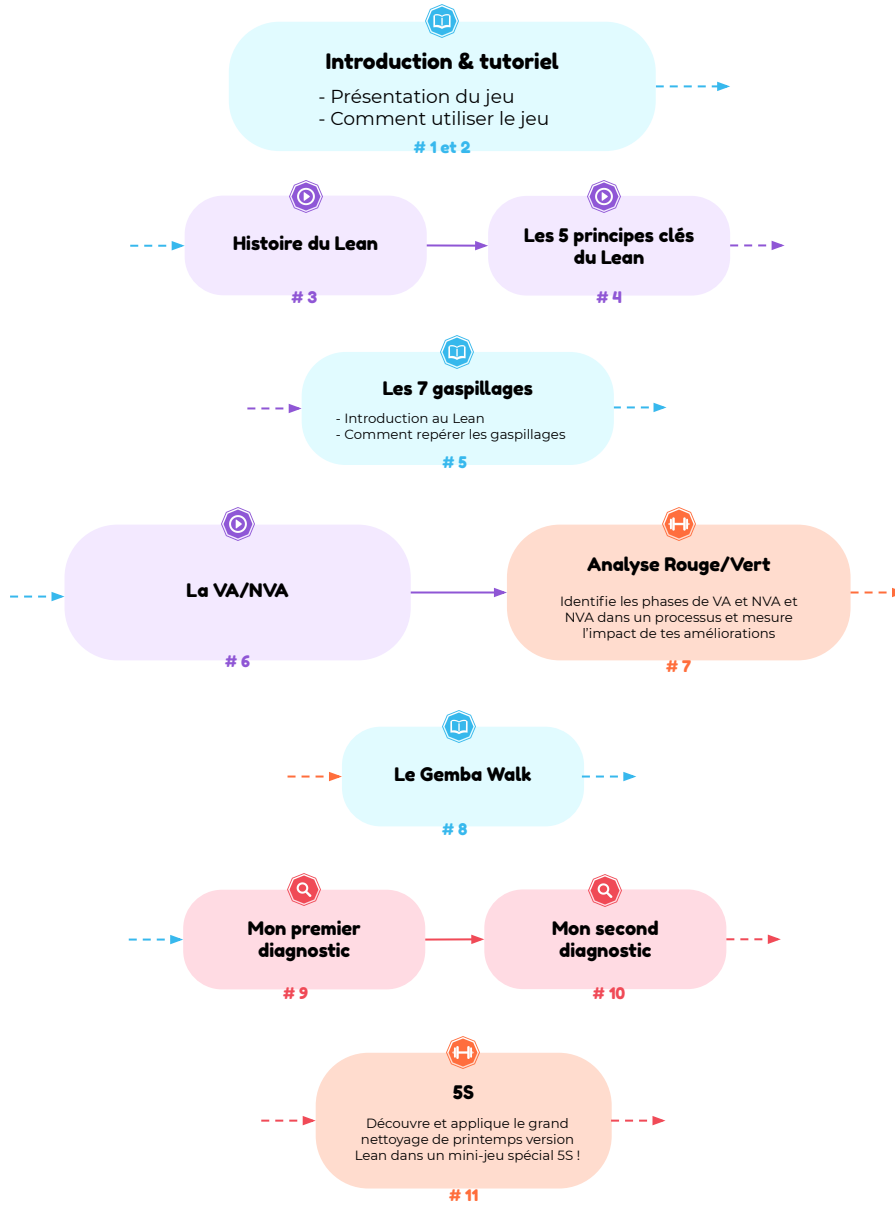 Introduction & tutoriel
- Présentation du jeu
- Comment utiliser le jeu
# 1 et 2
Histoire du Lean
# 3
Les 5 principes clés
du Lean
# 4
Les 7 gaspillages
- Introduction au Lean
- Comment repérer les gaspillages
# 5
La VA/NVA
# 6
Analyse Rouge/Vert
Identifie les phases de VA et NVA et
NVA dans un processus et mesure
l'impact de tes améliorations
# 7
Le Gemba Walk
# 8
Mon premier
diagnostic
# 9
Mon second
diagnostic
# 10
5S
Découvre et applique le grand
nettoyage de printemps version
Lean dans un mini-jeu spécial 5S !
# 11